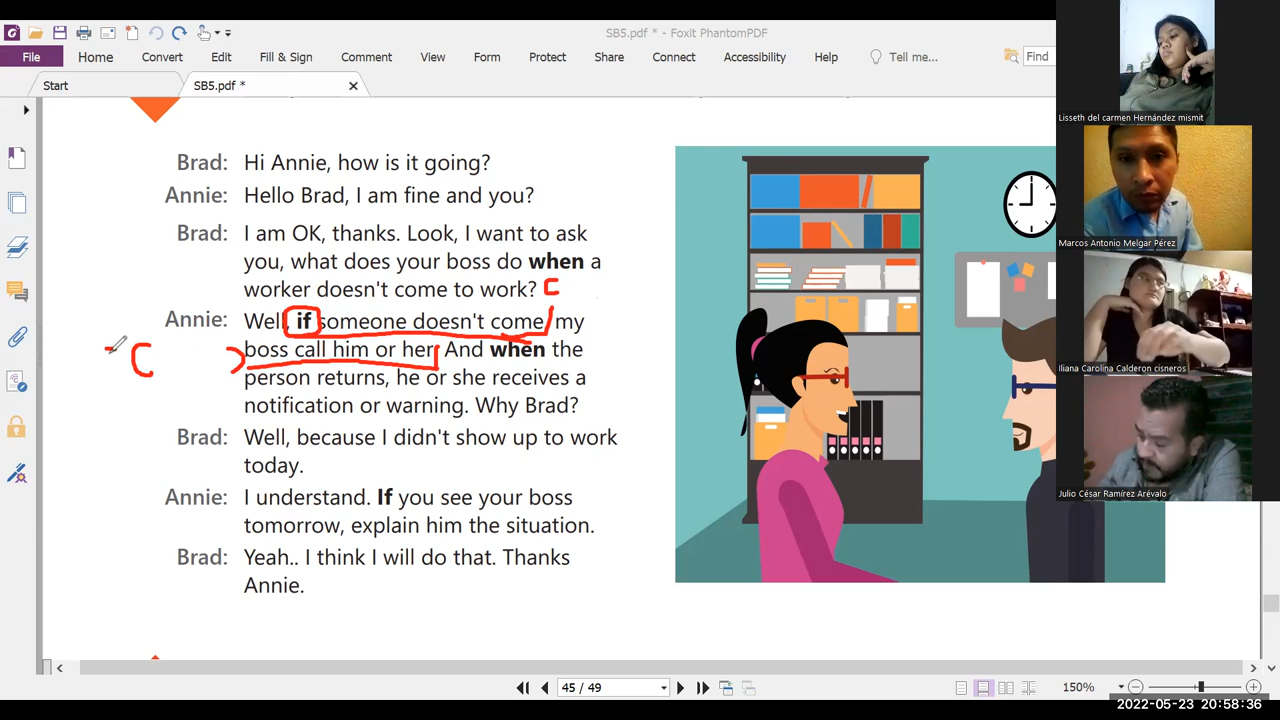 SB5.pdf * - Foxit PhantomPDF
File Home Convert Edit Fill & Sign Comment View Form Protect Share Connect Accessibility Help Tell me... Find
Start SB5.pdf *
Brad: Hi Annie, how is it going?
Annie: Hello Brad, I am fine and you?
Brad: I am OK, thanks. Look, I want to ask
you, what does your boss do when a
worker doesn't come to work? C
Annie: Well, if someone doesn't come, my
boss call him or her. And when the
person returns, he or she receives a
notification or warning. Why Brad?
Brad: Well, because I didn't show up to work
today.
Annie: I understand. If you see your boss
tomorrow, explain him the situation.
Brad: Yeah.. I think I will do that. Thanks
Annie.
Lisseth del carmen Hernández mismit
Marcos Antonio Melgar Pérez
Iliana Carolina Calderon cisneros
Julio César Ramírez Arévalo
45 / 49
150%
2022-05-23 20:58:36